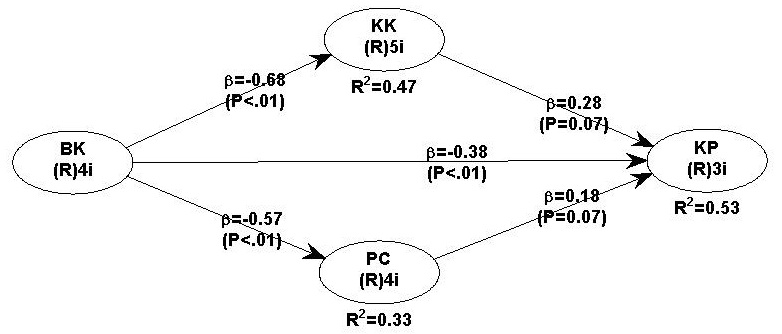 KK
(R)5i
R²=0.47
β=-0.68
(P<.01)
β=0.28
(P=0.07)
BK
(R)4i
β=-0.38
(P<.01)
KP
(R)3i
R²=0.53
β=-0.57
(P<.01)
β=0.18
(P=0.07)
PC
(R)4i
R²=0.33